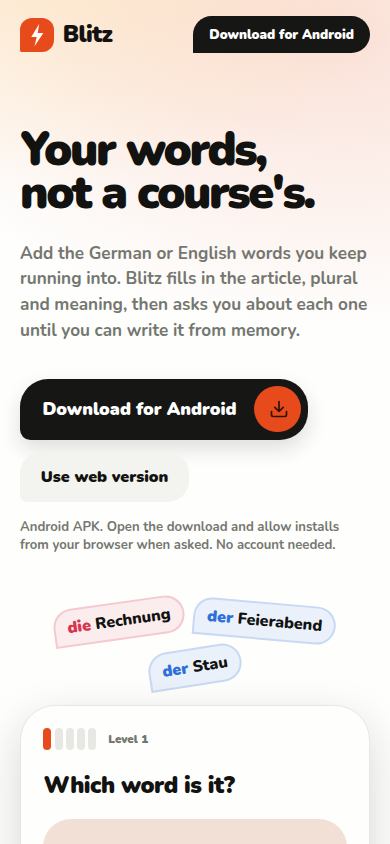 Blitz
Download for Android
Your words,
not a course's.
Add the German or English words you keep
running into. Blitz fills in the article, plural
and meaning, then asks you about each one
until you can write it from memory.
Download for Android
Use web version
Android APK. Open the download and allow installs
from your browser when asked. No account needed.
die Rechnung
der Feierabend
der Stau
Level 1
Which word is it?